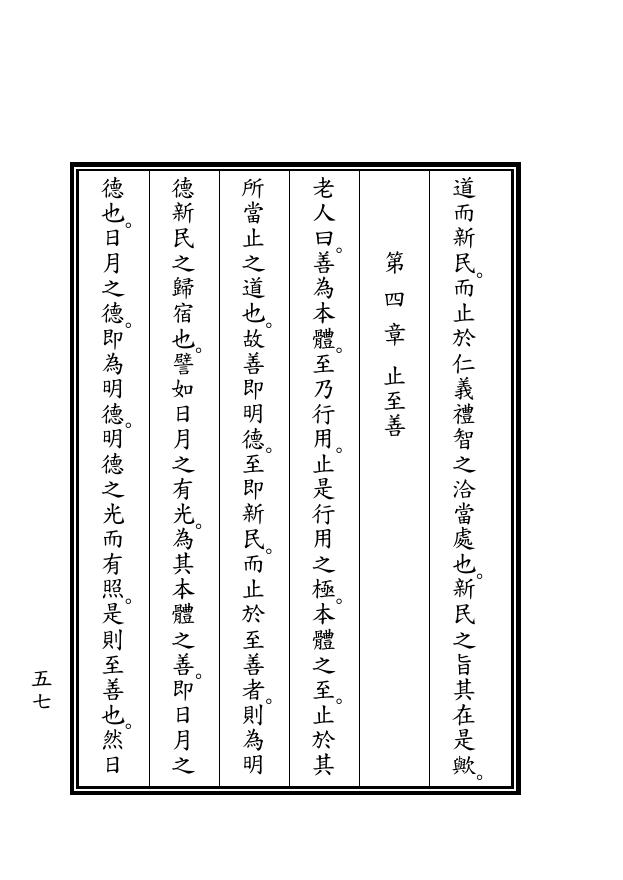 道而新民。而止於仁義禮智之洽當處也。新民之旨其在是歟。
第四章 止至善
老人曰。善為本體。至乃行用。止是行用之極。本體之至。止於其
所當止之道也。故善即明德。至即新民。而止於至善者。則為明
德新民之歸宿也。譬如日月之有光。為其本體之善。即日月之
德也。日月之德。即為明德。明德之光而有照。是則至善也。然日
五七